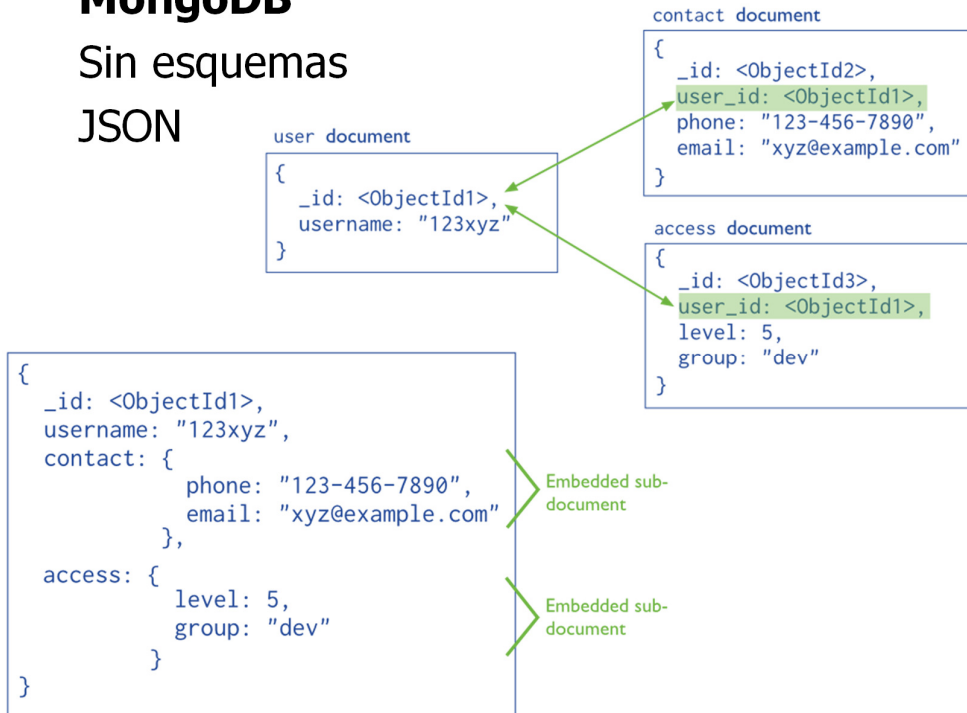 MongoDB
Sin esquemas
JSON
user document
{
_id: <ObjectId1>,
username: "123xyz"
}
contact document
{
_id: <ObjectId2>,
user_id: <ObjectId1>,
phone: "123-456-7890",
email: "xyz@example.com"
}
access document
{
_id: <ObjectId3>,
user_id: <ObjectId1>,
level: 5,
group: "dev"
}
{
_id: <ObjectId1>,
username: "123xyz",
contact: {
phone: "123-456-7890",
email: "xyz@example.com"
},
access: {
level: 5,
group: "dev"
}
}
Embedded sub-
document
Embedded sub-
document